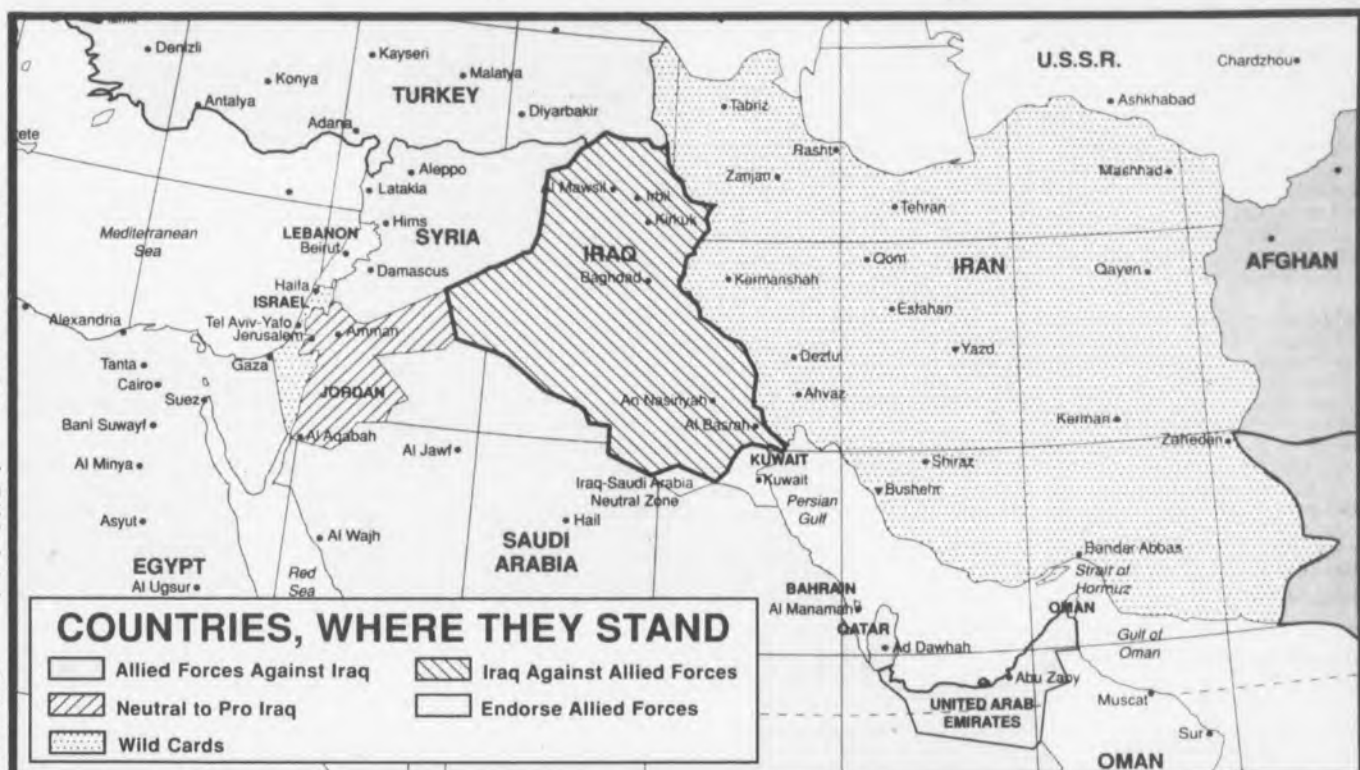 Denizli
Kayseri
Konya
Malatya
TURKEY
Antalya
Diyarbakir
Adana
U.S.S.R.
Chardzhou
Ashkhabad
Tabriz
Rasht
Zanjan
Mashhad
Tehran
Aleppo
Latakia
Hims
SYRIA
Al Mawsil
Irbil
Kirkuk
Mediterranean
Sea
LEBANON
Beirut
Damascus
IRAQ
Baghdad
Kermanshah
Qom
IRAN
Qayen
AFGHAN
Haifa
ISRAEL
Tel Aviv-Yafo
Jerusalem
Amman
Esfahan
Yazd
Alexandria
Tanta
Cairo
Gaza
Suez
JORDAN
Dezful
Ahvaz
An Nasiriyah
Al Basrah
Kerman
Zahedan
Bani Suwayf
Al Aqabah
Al Minya
Al Jawf
KUWAIT
Kuwait
Shiraz
Bushehr
Iraq-Saudi Arabia
Neutral Zone
Persian
Gulf
Asyut
Al Wajh
Hail
SAUDI
ARABIA
EGYPT
Al Ugsur
Red
Sea
Bandar Abbas
Strait of
Hormuz
BAHRAIN
Al Manamah
QATAR
Ad Dawhah
OMAN
Gulf of
Oman
Abu Zaby
UNITED ARAB
EMIRATES
Muscat
Sur
OMAN
COUNTRIES, WHERE THEY STAND
Allied Forces Against Iraq
Iraq Against Allied Forces
Neutral to Pro Iraq
Endorse Allied Forces
Wild Cards